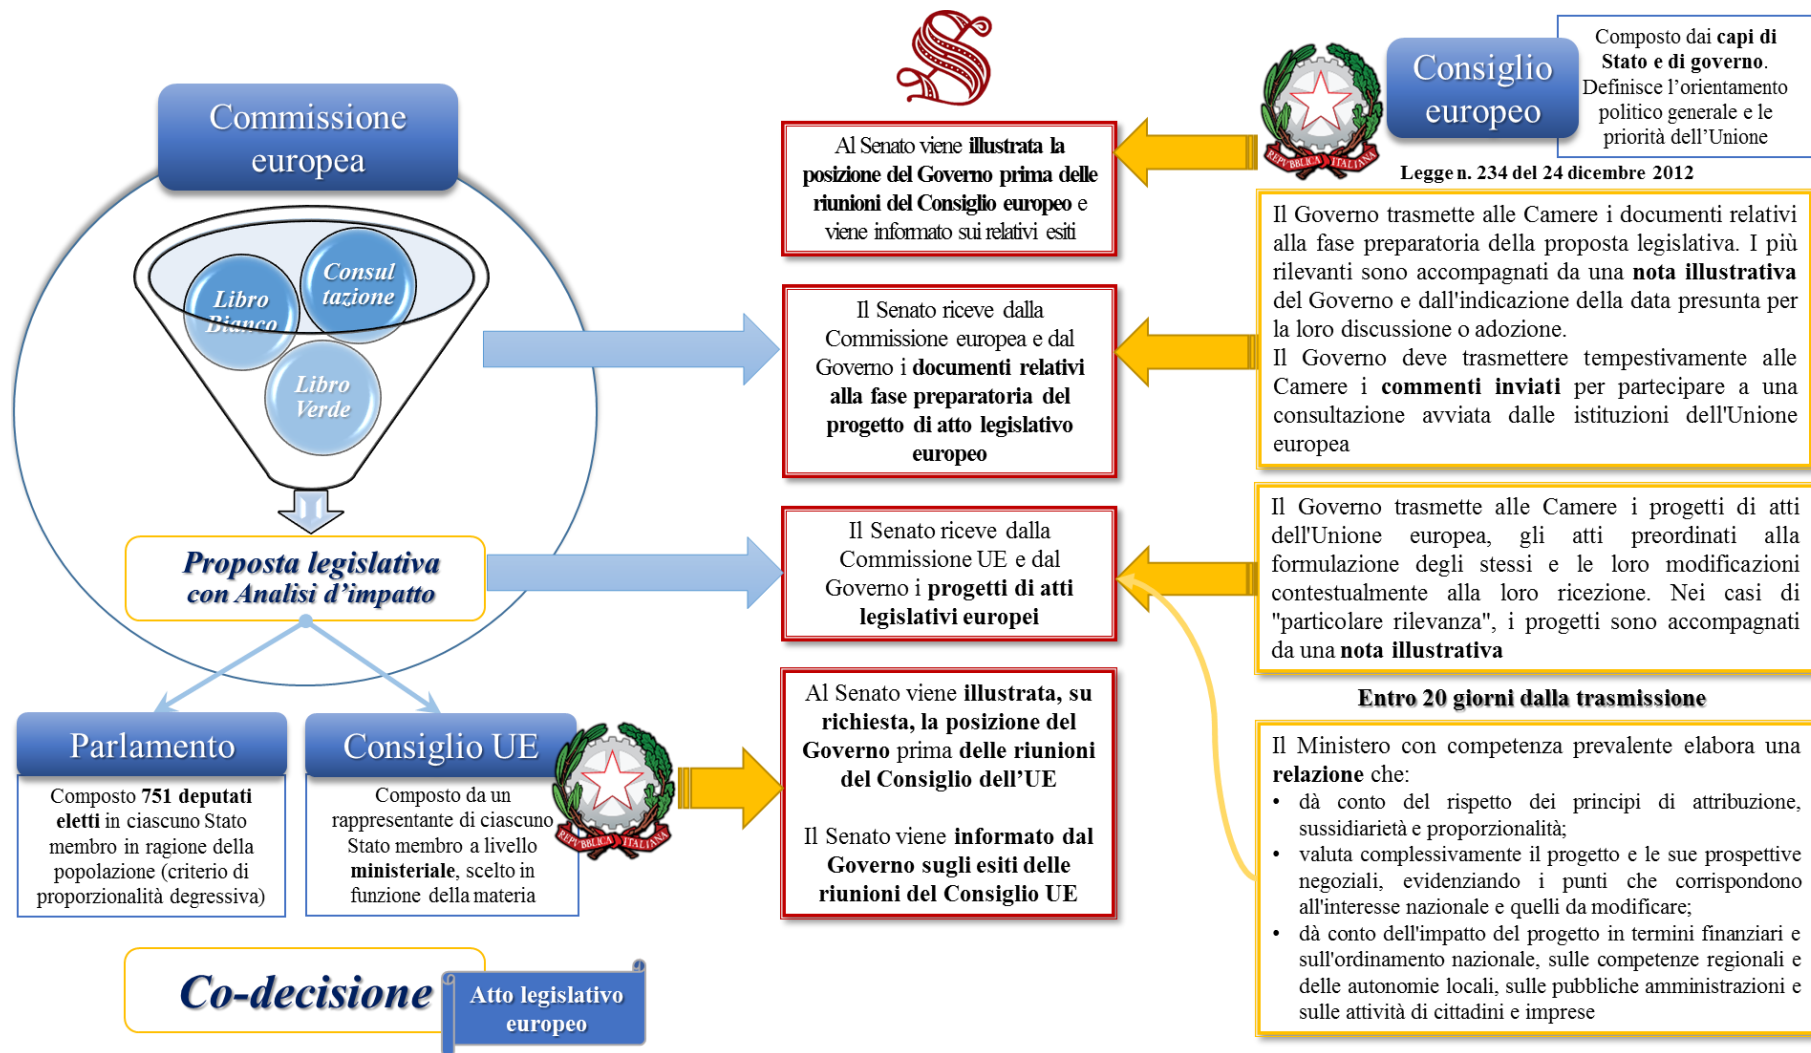 Commissione
europea
Consul
tazione
Libro
Bianco
Libro
Verde
Proposta legislativa
con Analisi d’impatto
Parlamento
Composto 751 deputati
eletti in ciascuno Stato
membro in ragione della
popolazione (criterio di
proporzionalità degressiva)
Consiglio UE
Composto da un
rappresentante di ciascuno
Stato membro a livello
ministeriale, scelto in
funzione della materia
REPVBBLICA ITALIANA
Co-decisione
Atto legislativo
europeo
S
Al Senato viene illustrata la
posizione del Governo prima delle
riunioni del Consiglio europeo e
viene informato sui relativi esiti
Il Senato riceve dalla
Commissione europea e dal
Governo i documenti relativi
alla fase preparatoria del
progetto di atto legislativo
europeo
Il Senato riceve dalla
Commissione UE e dal
Governo i progetti di atti
legislativi europei
Al Senato viene illustrata, su
richiesta, la posizione del
Governo prima delle riunioni
del Consiglio dell’UE
Il Senato viene informato dal
Governo sugli esiti delle
riunioni del Consiglio UE
REPVBBLICA ITALIANA
Consiglio
europeo
Composto dai capi di
Stato e di governo.
Definisce l’orientamento
politico generale e le
priorità dell’Unione
Legge n. 234 del 24 dicembre 2012
Il Governo trasmette alle Camere i documenti relativi
alla fase preparatoria della proposta legislativa. I più
rilevanti sono accompagnati da una nota illustrativa
del Governo e dall'indicazione della data presunta per
la loro discussione o adozione.
Il Governo deve trasmettere tempestivamente alle
Camere i commenti inviati per partecipare a una
consultazione avviata dalle istituzioni dell'Unione
europea
Il Governo trasmette alle Camere i progetti di atti
dell'Unione europea, gli atti preordinati alla
formulazione degli stessi e le loro modificazioni
contestualmente alla loro ricezione. Nei casi di
"particolare rilevanza", i progetti sono accompagnati
da una nota illustrativa
Entro 20 giorni dalla trasmissione
Il Ministero con competenza prevalente elabora una
relazione che:
• dà conto del rispetto dei principi di attribuzione,
sussidiarietà e proporzionalità;
• valuta complessivamente il progetto e le sue prospettive
negoziali, evidenziando i punti che corrispondono
all'interesse nazionale e quelli da modificare;
• dà conto dell'impatto del progetto in termini finanziari e
sull'ordinamento nazionale, sulle competenze regionali e
delle autonomie locali, sulle pubbliche amministrazioni e
sulle attività di cittadini e imprese